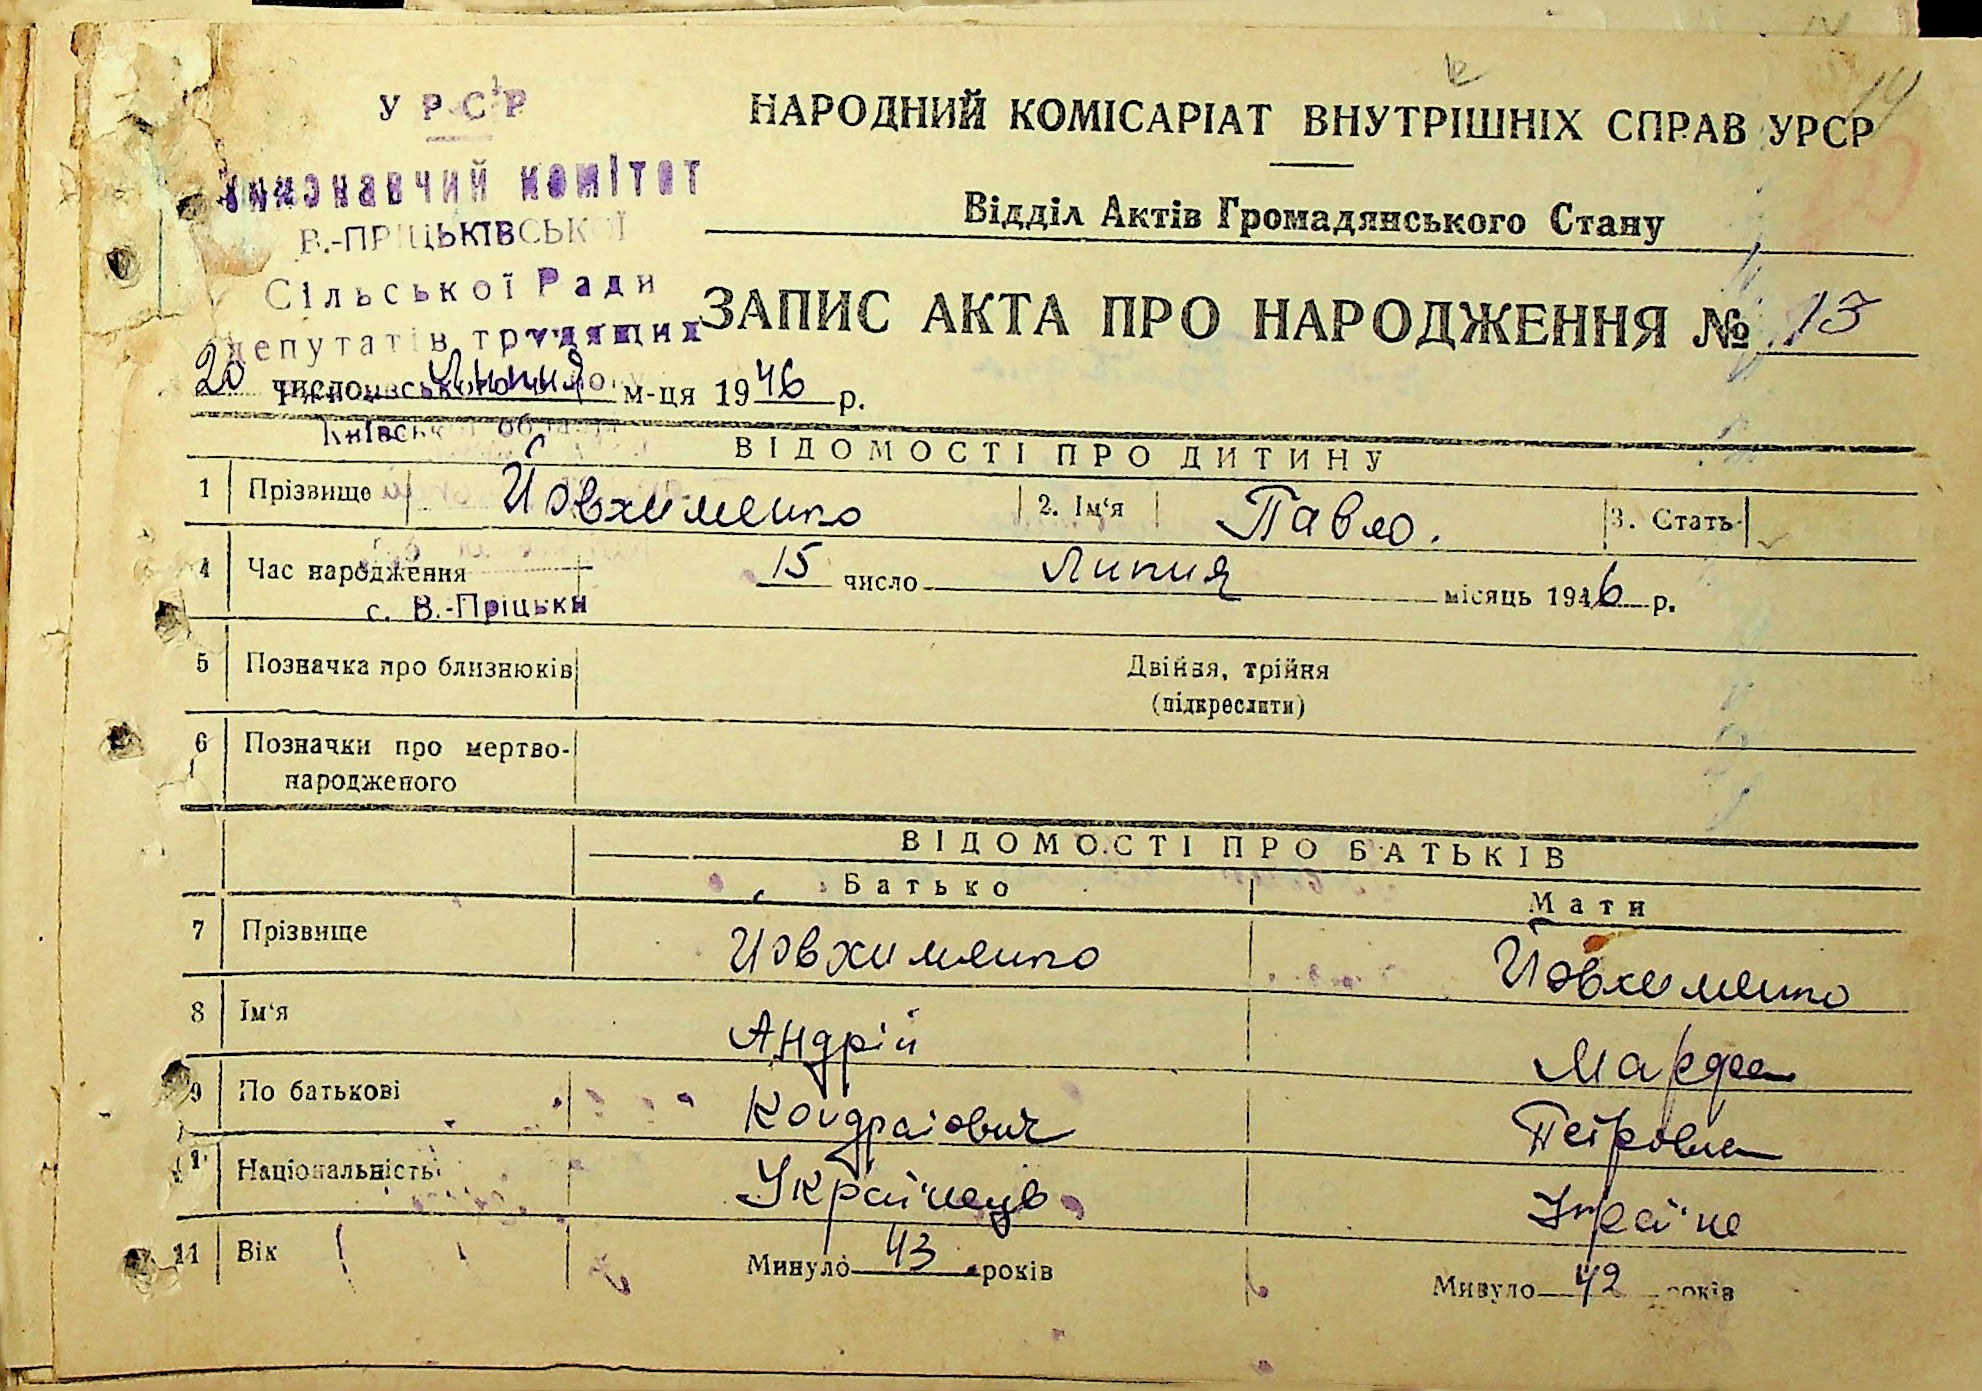 УРСР
Виконавчий комітет
В.-ПРІЦЬКІВСЬКОЇ
Сільської Ради
депутатів трудящих
Київської області
НАРОДНИЙ КОМІСАРІАТ ВНУТРІШНІХ СПРАВ УРСР
14
Відділ Актів Громадянського Стану
ЗАПИС АКТА ПРО НАРОДЖЕННЯ № 13
20 число Липня м-ця 1946 р.
ВІДОМОСТІ ПРО ДИТИНУ
1 Прізвище Йовхименко 2. Ім'я Павло. 3. Стать
4 Час народження 15 число Липня місяць 1946 р.
с. В.-Пріцьки
5 Позначка про близнюків Двійня, трійня
(підкреслити)
6 Позначки про мертво-
народженого
ВІДОМОСТІ ПРО БАТЬКІВ
Батько Мати
7 Прізвище Йовхименко Йовхименко
8 Ім'я Андрій Марфа
9 По батькові Кондратович Петровна
Національність Українець
11 Вік Минуло 43 років Минуло 42 років